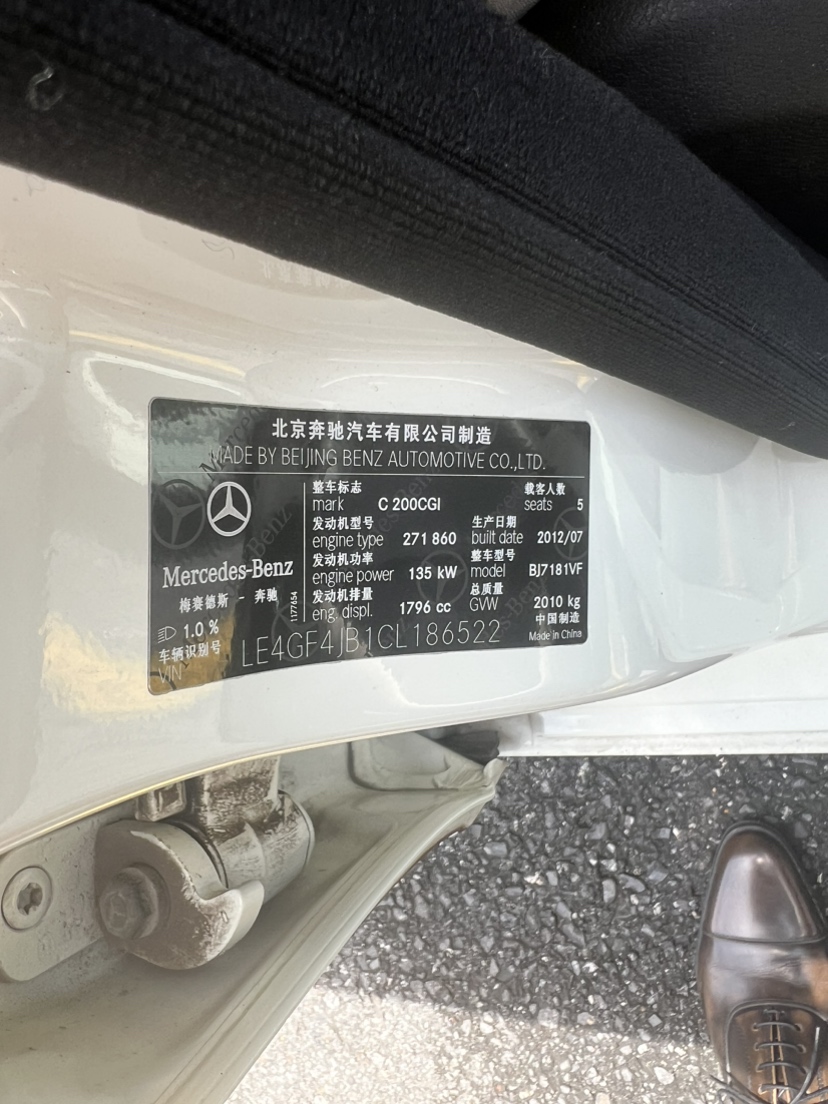 北京奔驰汽车有限公司制造
MADE BY BEIJING BENZ AUTOMOTIVE CO.,LTD.
整车标志
mark C 200CGI
载客人数
seats 5
发动机型号
engine type 271 860
生产日期
built date 2012/07
发动机功率
engine power 135 kW
整车型号
model BJ7181VF
发动机排量
eng. displ. 1796 cc
总质量
GVW 2010 kg
中国制造
Made in China
Mercedes-Benz
梅赛德斯 - 奔驰
1177654
1.0 %
车辆识别号
VIN LE4GF4JB1CL186522